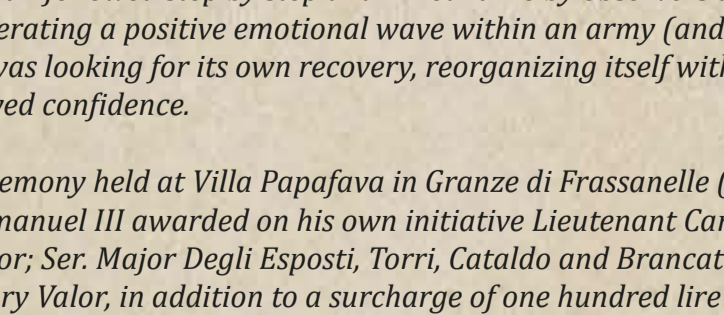 erating a positive emotional wave within an army (and
was looking for its own recovery, reorganizing itself with
ved confidence.
emony held at Villa Papafava in Granze di Frassanelle (
manuel III awarded on his own initiative Lieutenant Car
or; Ser. Major Degli Esposti, Torri, Cataldo and Brancat
ry Valor, in addition to a surcharge of one hundred lire